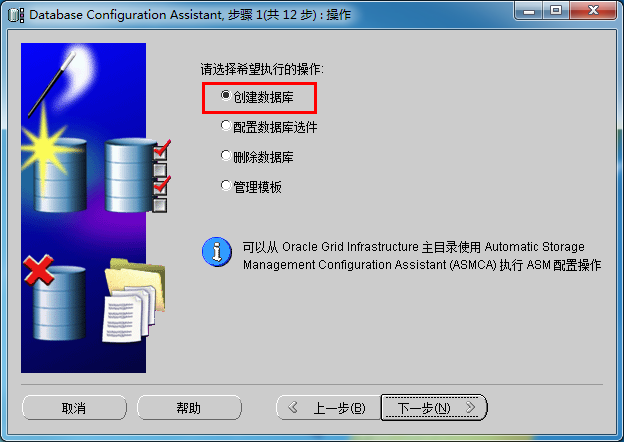 Database Configuration Assistant, 步骤 1(共 12 步) : 操作
请选择希望执行的操作:
创建数据库
配置数据库选件
删除数据库
管理模板
可以从 Oracle Grid Infrastructure 主目录使用 Automatic Storage
Management Configuration Assistant (ASMCA) 执行 ASM 配置操作
取消
帮助
上一步(B)
下一步(N)